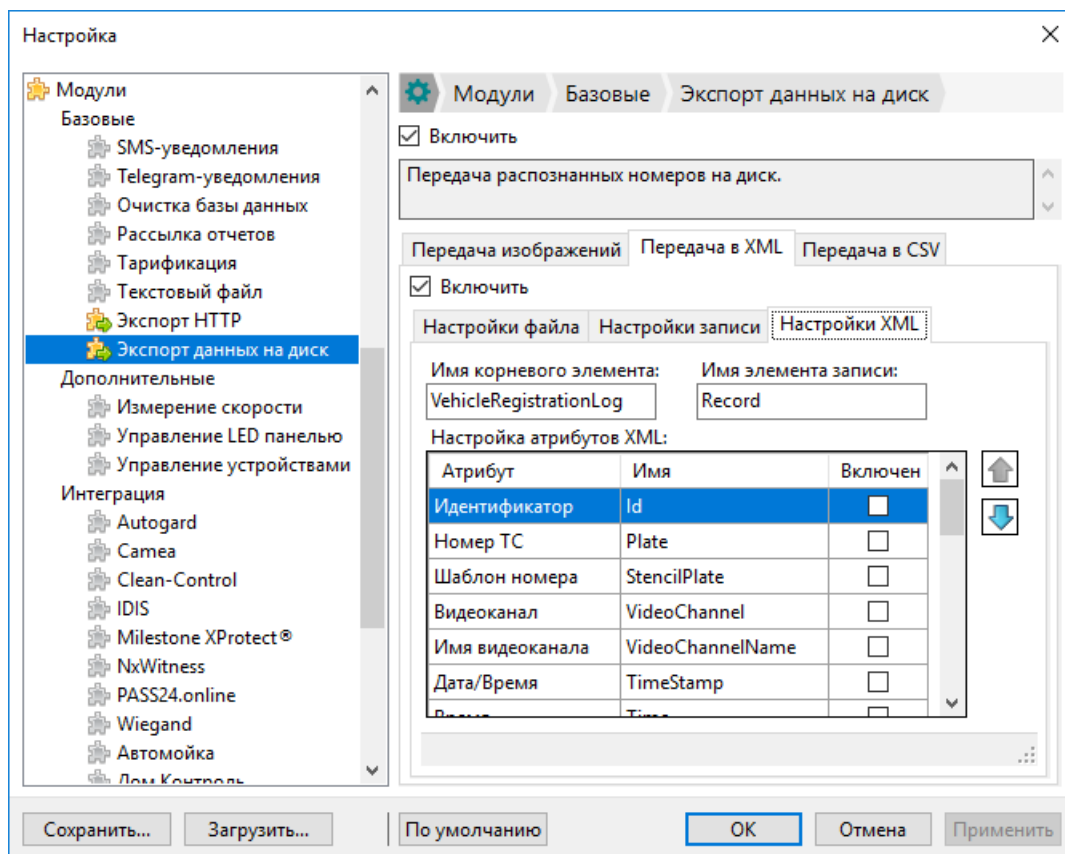 Настройка
Модули
Базовые
SMS-уведомления
Telegram-уведомления
Очистка базы данных
Рассылка отчетов
Тарификация
Текстовый файл
Экспорт HTTP
Экспорт данных на диск
Дополнительные
Измерение скорости
Управление LED панелью
Управление устройствами
Интеграция
Autogard
Camea
Clean-Control
IDIS
Milestone XProtect®
NxWitness
PASS24.online
Wiegand
Автомойка
Дом Контроль
Модули Базовые Экспорт данных на диск
Включить
Передача распознанных номеров на диск.
Передача изображений Передача в XML Передача в CSV
Включить
Настройки файла Настройки записи Настройки XML
Имя корневого элемента: Имя элемента записи:
VehicleRegistrationLog Record
Настройка атрибутов XML:
Атрибут Имя Включен
Идентификатор Id
Номер ТС Plate
Шаблон номера StencilPlate
Видеоканал VideoChannel
Имя видеоканала VideoChannelName
Дата/Время TimeStamp
Время Time
Сохранить... Загрузить... По умолчанию OK Отмена Применить